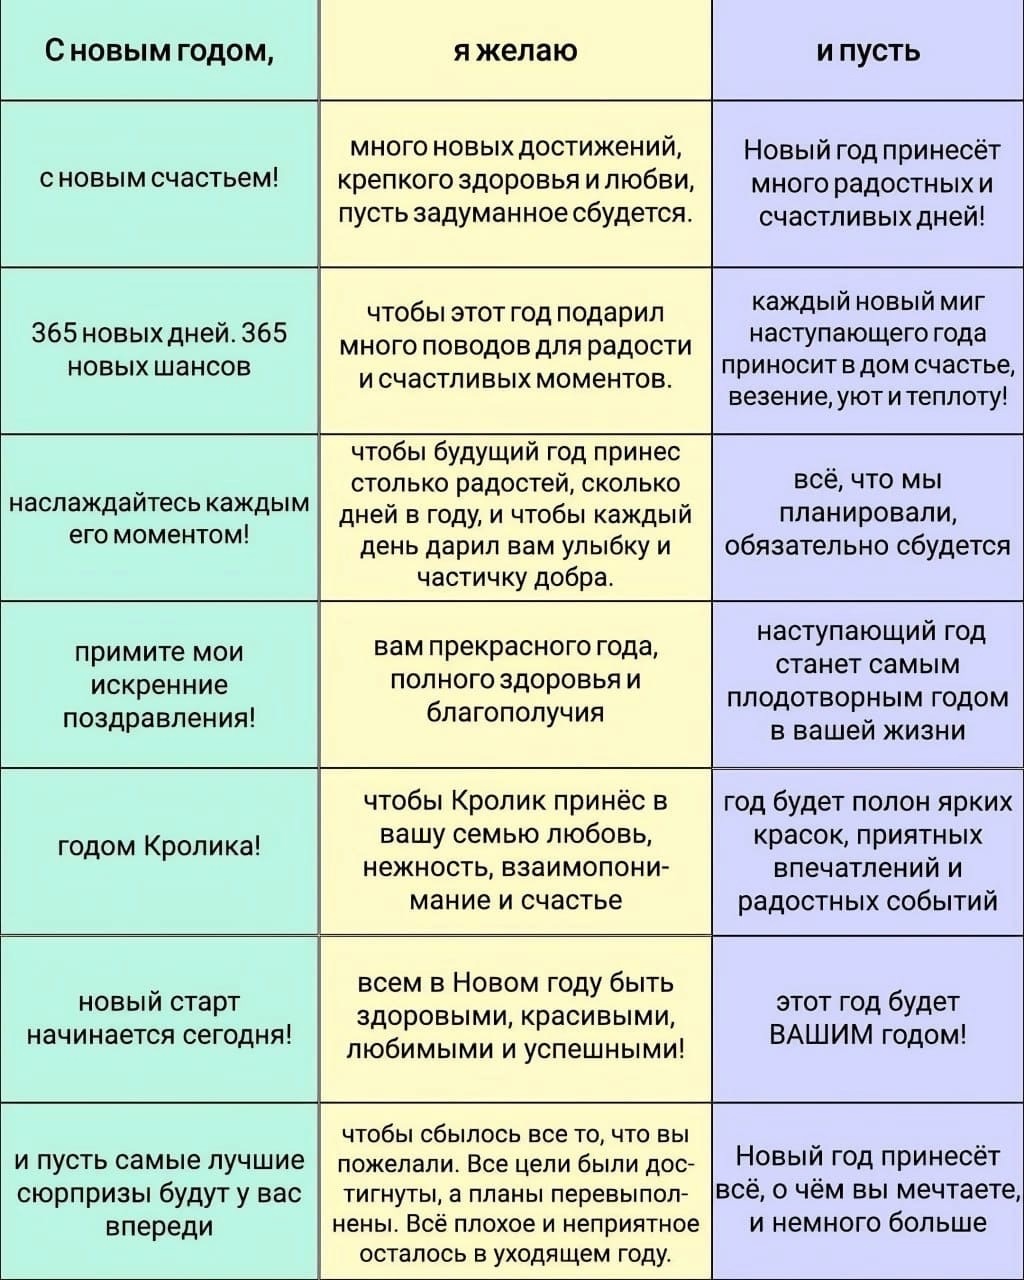 С новым годом,
я желаю
и пусть
с новым счастьем!
много новых достижений,
крепкого здоровья и любви,
пусть задуманное сбудется.
Новый год принесёт
много радостных и
счастливых дней!
365 новых дней. 365
новых шансов
чтобы этот год подарил
много поводов для радости
и счастливых моментов.
каждый новый миг
наступающего года
приносит в дом счастье,
везение, уют и теплоту!
наслаждайтесь каждым
его моментом!
чтобы будущий год принес
столько радостей, сколько
дней в году, и чтобы каждый
день дарил вам улыбку и
частичку добра.
всё, что мы
планировали,
обязательно сбудется
примите мои
искренние
поздравления!
вам прекрасного года,
полного здоровья и
благополучия
наступающий год
станет самым
плодотворным годом
в вашей жизни
годом Кролика!
чтобы Кролик принёс в
вашу семью любовь,
нежность, взаимопони-
мание и счастье
год будет полон ярких
красок, приятных
впечатлений и
радостных событий
новый старт
начинается сегодня!
всем в Новом году быть
здоровыми, красивыми,
любимыми и успешными!
этот год будет
ВАШИМ годом!
и пусть самые лучшие
сюрпризы будут у вас
впереди
чтобы сбылось все то, что вы
пожелали. Все цели были дос-
тигнуты, а планы перевыпол-
нены. Всё плохое и неприятное
осталось в уходящем году.
Новый год принесёт
всё, о чём вы мечтаете,
и немного больше